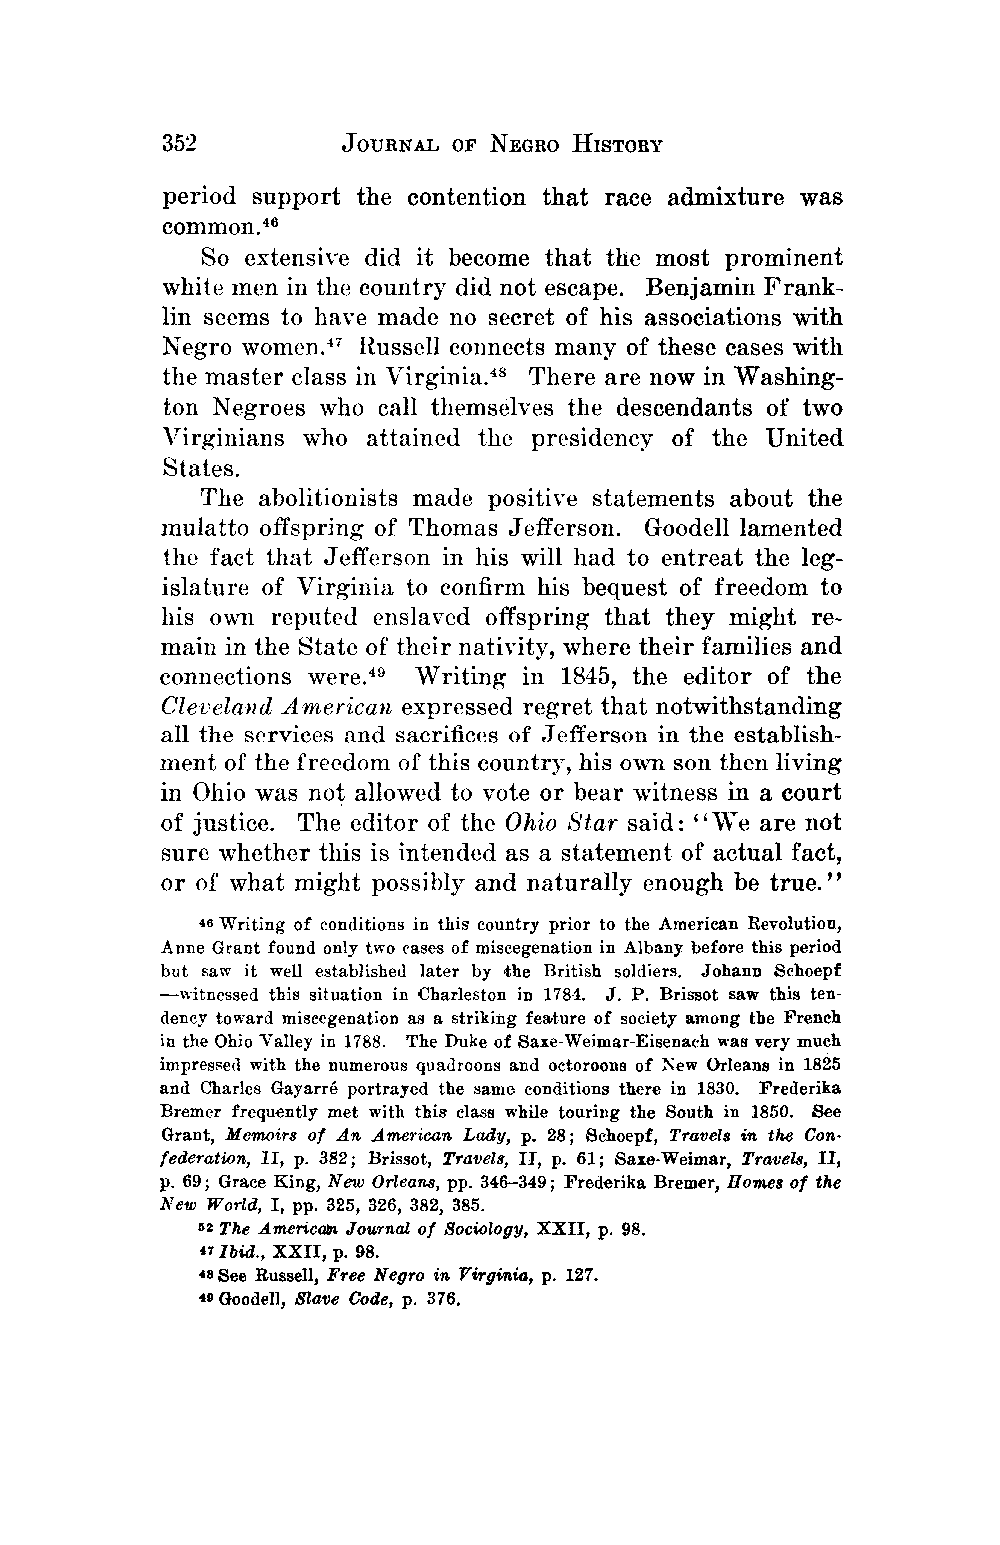 352 JOURNAL OF NEGRO HISTORY
period support the contention that race admixture was
common.⁴⁶
So extensive did it become that the most prominent
white men in the country did not escape. Benjamin Frank-
lin seems to have made no secret of his associations with
Negro women.⁴⁷ Russell connects many of these cases with
the master class in Virginia.⁴⁸ There are now in Washing-
ton Negroes who call themselves the descendants of two
Virginians who attained the presidency of the United
States.
The abolitionists made positive statements about the
mulatto offspring of Thomas Jefferson. Goodell lamented
the fact that Jefferson in his will had to entreat the leg-
islature of Virginia to confirm his bequest of freedom to
his own reputed enslaved offspring that they might re-
main in the State of their nativity, where their families and
connections were.⁴⁹ Writing in 1845, the editor of the
Cleveland American expressed regret that notwithstanding
all the services and sacrifices of Jefferson in the establish-
ment of the freedom of this country, his own son then living
in Ohio was not allowed to vote or bear witness in a court
of justice. The editor of the Ohio Star said: "We are not
sure whether this is intended as a statement of actual fact,
or of what might possibly and naturally enough be true."
⁴⁶ Writing of conditions in this country prior to the American Revolution,
Anne Grant found only two cases of miscegenation in Albany before this period
but saw it well established later by the British soldiers. Johann Schoepf
—witnessed this situation in Charleston in 1784. J. P. Brissot saw this ten-
dency toward miscegenation as a striking feature of society among the French
in the Ohio Valley in 1788. The Duke of Saxe-Weimar-Eisenach was very much
impressed with the numerous quadroons and octoroons of New Orleans in 1825
and Charles Gayarré portrayed the same conditions there in 1830. Frederika
Bremer frequently met with this class while touring the South in 1850. See
Grant, Memoirs of An American Lady, p. 28; Schoepf, Travels in the Con-
federation, II, p. 382; Brissot, Travels, II, p. 61; Saxe-Weimar, Travels, II,
p. 69; Grace King, New Orleans, pp. 346–349; Frederika Bremer, Homes of the
New World, I, pp. 325, 326, 382, 385.
⁵² The American Journal of Sociology, XXII, p. 98.
⁴⁷ Ibid., XXII, p. 98.
⁴⁸ See Russell, Free Negro in Virginia, p. 127.
⁴⁹ Goodell, Slave Code, p. 376.